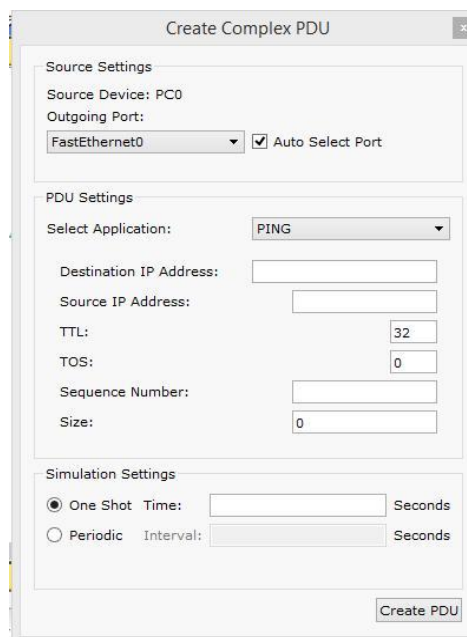 Create Complex PDU
x
Source Settings
Source Device: PC0
Outgoing Port:
FastEthernet0 Auto Select Port
PDU Settings
Select Application: PING
Destination IP Address:
Source IP Address:
TTL: 32
TOS: 0
Sequence Number:
Size: 0
Simulation Settings
One Shot Time: Seconds
Periodic Interval: Seconds
Create PDU